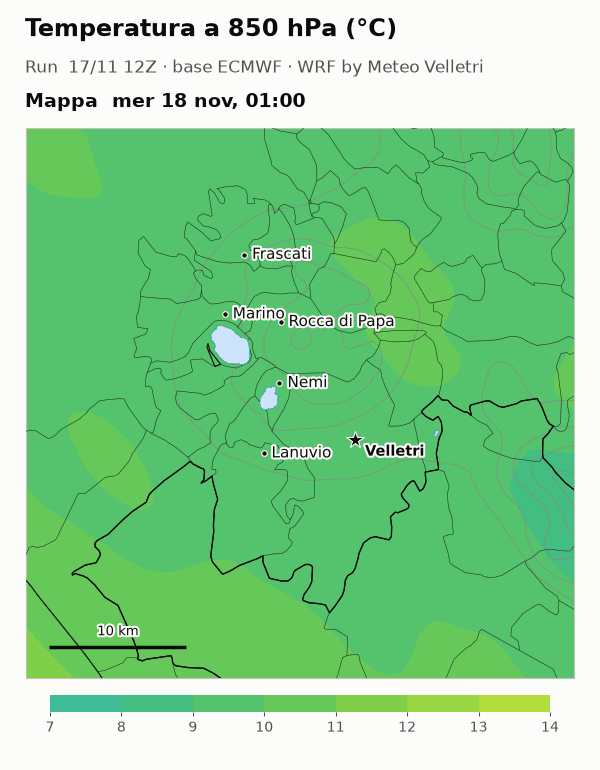 Temperatura a 850 hPa (°C)
Run  17/11 12Z · base ECMWF · WRF by Meteo Velletri
Mappa  mer 18 nov, 01:00
Frascati
Marino
Rocca di Papa
Nemi
Velletri
Lanuvio
10 km
7 8 9 10 11 12 13 14